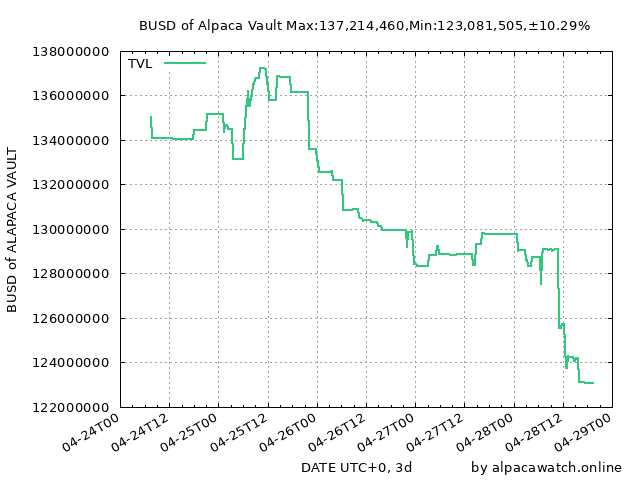 BUSD of Alpaca Vault Max:137,214,460,Min:123,081,505,±10.29%
TVL
138000000
136000000
134000000
132000000
130000000
128000000
126000000
124000000
122000000
BUSD of ALAPACA VAULT
04-24T00
04-24T12
04-25T00
04-25T12
04-26T00
04-26T12
04-27T00
04-27T12
04-28T00
04-28T12
04-29T00
DATE UTC+0, 3d
by alpacawatch.online